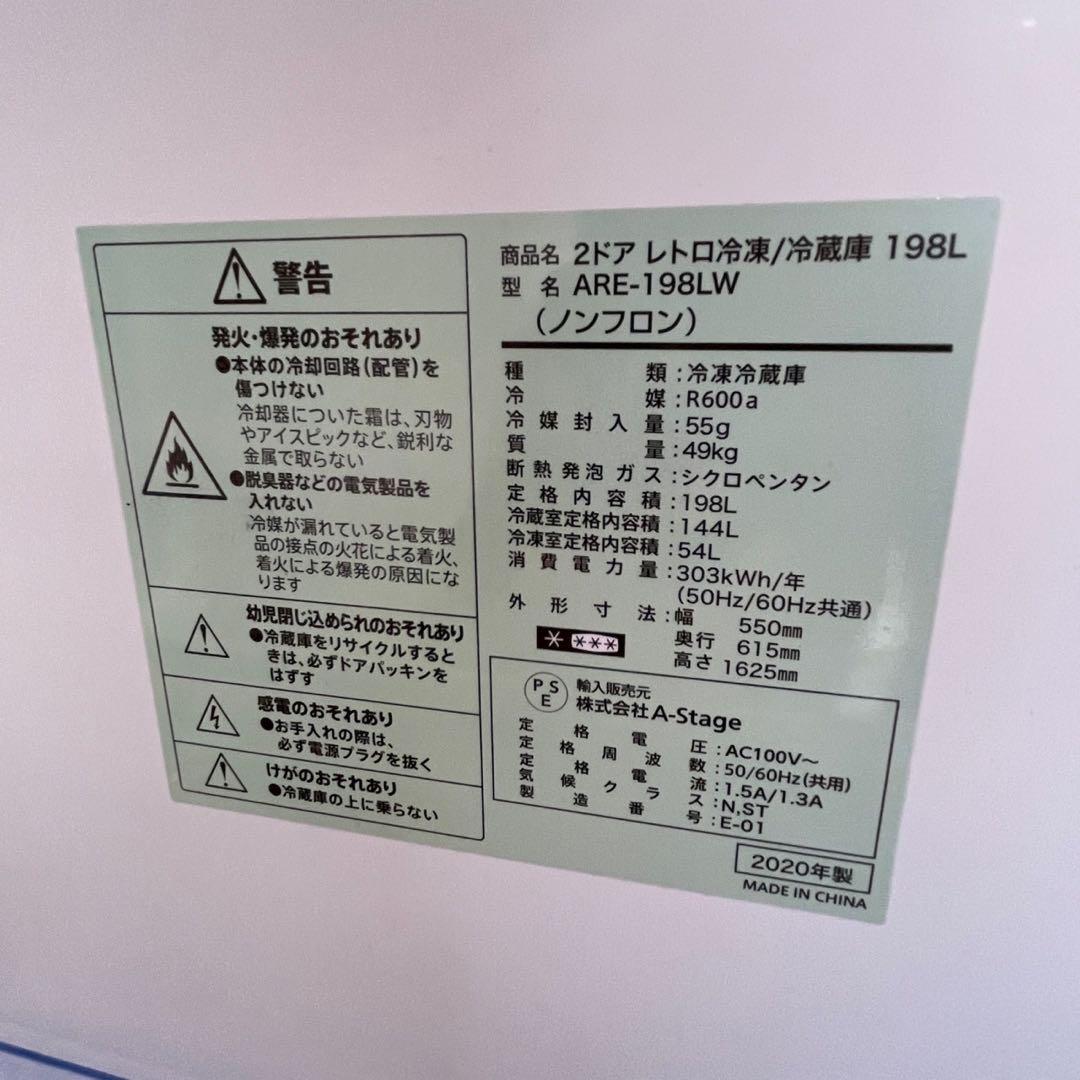 警告
発火・爆発のおそれあり
●本体の冷却回路(配管)を
傷つけない
冷却器についた霜は、刃物
やアイスピックなど、鋭利な
金属で取らない
●脱臭器などの電気製品を
入れない
冷媒が漏れていると電気製
品の接点の火花による着火、
着火による爆発の原因にな
ります
幼児閉じ込められのおそれあり
●冷蔵庫をリサイクルすると
きは、必ずドアパッキンを
はずす
感電のおそれあり
●お手入れの際は、
必ず電源プラグを抜く
けがのおそれあり
●冷蔵庫の上に乗らない
商品名 2ドア レトロ冷凍/冷蔵庫 198L
型名 ARE-198LW
(ノンフロン)
種類:冷凍冷蔵庫
冷媒:R600a
冷媒封入量:55g
質量:49kg
断熱発泡ガス:シクロペンタン
定格内容積:198L
冷蔵室定格内容積:144L
冷凍室定格内容積:54L
消費電力量:303kWh/年
(50Hz/60Hz共通)
外形寸法:幅 550mm
奥行 615mm
高さ 1625mm
* ***
PSE
輸入販売元
株式会社A-Stage
定格電圧:AC100V～
定格周波数:50/60Hz(共用)
定格電流:1.5A/1.3A
気候クラス:N,ST
製造番号:E-01
2020年製
MADE IN CHINA